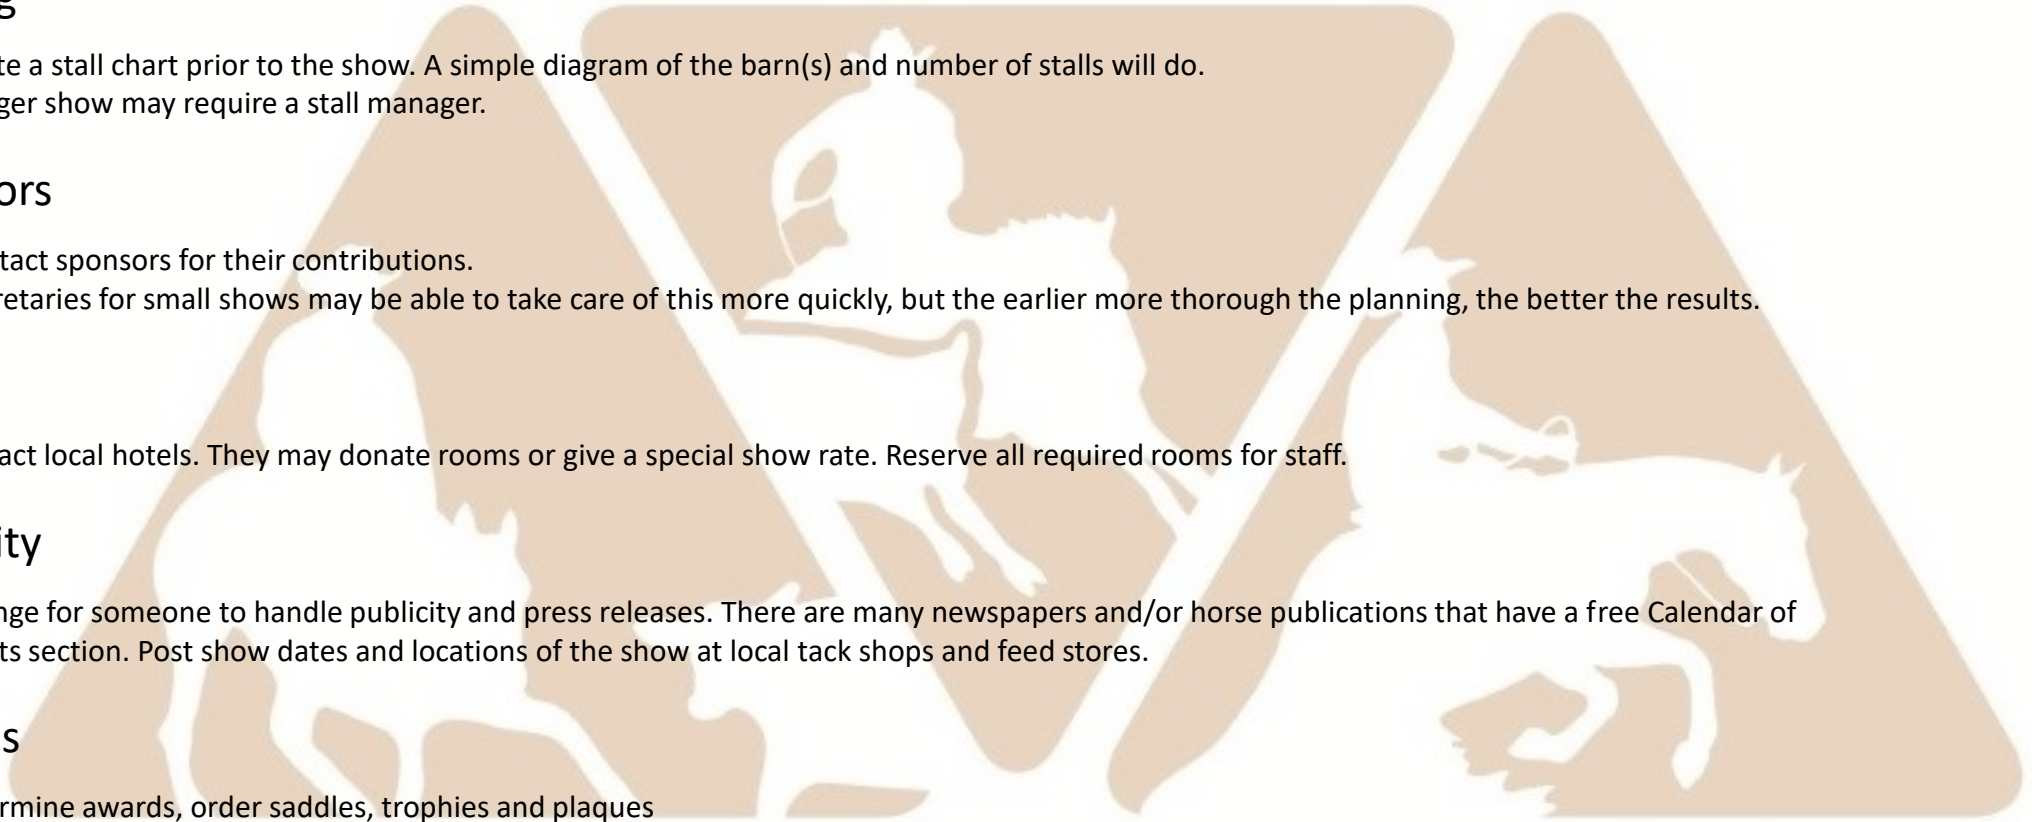 g
te a stall chart prior to the show. A simple diagram of the barn(s) and number of stalls will do.
ger show may require a stall manager.
ors
tact sponsors for their contributions.
retaries for small shows may be able to take care of this more quickly, but the earlier more thorough the planning, the better the results.
act local hotels. They may donate rooms or give a special show rate. Reserve all required rooms for staff.
ity
nge for someone to handle publicity and press releases. There are many newspapers and/or horse publications that have a free Calendar of
ts section. Post show dates and locations of the show at local tack shops and feed stores.
s
rmine awards, order saddles, trophies and plaques